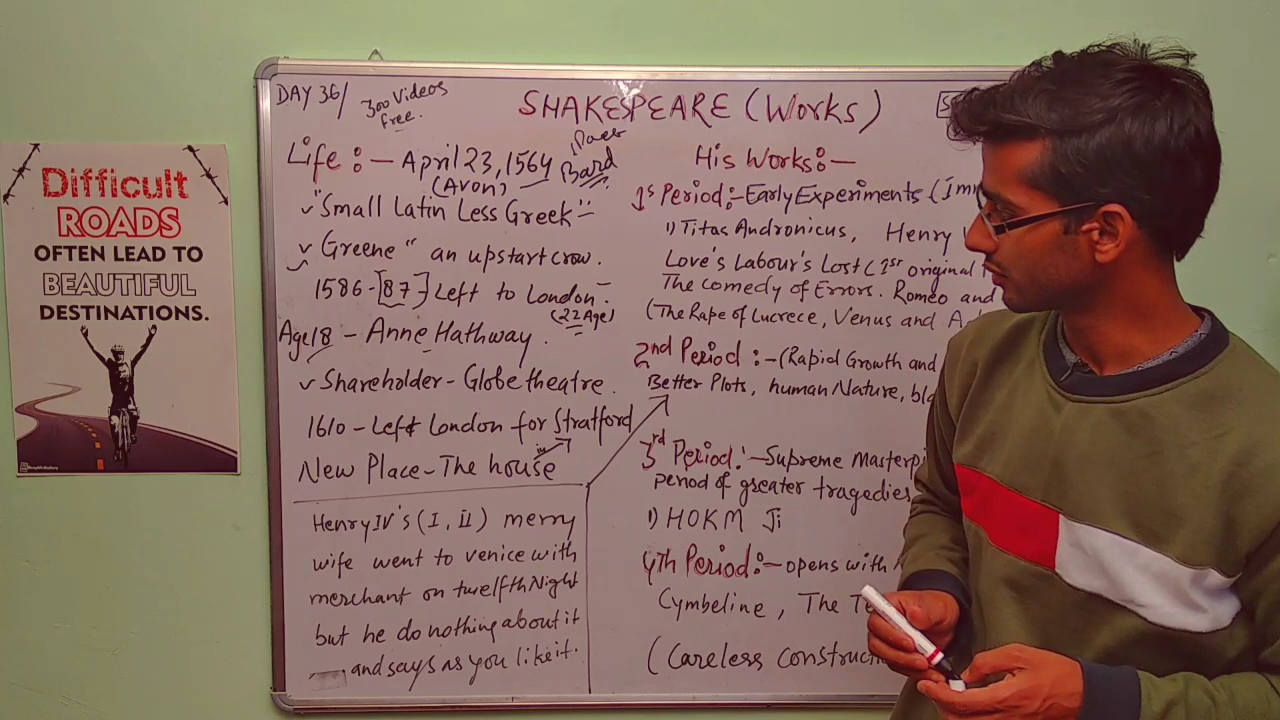 Difficult
ROADS
OFTEN LEAD TO
BEAUTIFUL
DESTINATIONS.
DAY 36/
300 Videos
free.
SHAKESPEARE (Works)
Life :- April 23, 1564 Bard
(Avon)
"Small Latin Less Greek"-
Greene " an upstart crow.
1586-[87] Left to London-
(22 Age)
Age 18 - Anne Hathway.
Shareholder - Globe theatre.
1610 - Left London for Stratford
in
New Place - The house
Henry IV's (I, II) merry
wife went to venice with
merchant on twelfth Night
but he do nothing about it
and says as you like it.
His Works:-
1st Period:- Early Experiments (
1) Titas Andronicus, Henry
Love's Labour's Lost (1st original
The comedy of Errors. Romeo and
(The Rape of Lucrece, Venus and
2nd Period :- (Rapid Growth and
Better Plots, human Nature,
3rd Period:- Supreme
period of greater tragedies
1) HOKM Ji
4th Period:- opens with
Cymbeline, The
(Careless